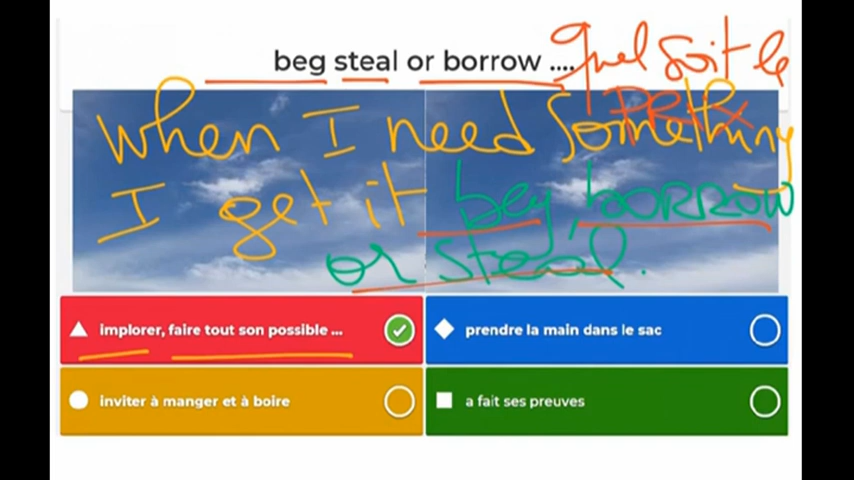 beg steal or borrow ....
quel soit le
PRIX
when I need something
I get it beg, borrow
or steal.
implorer, faire tout son possible ...
prendre la main dans le sac
inviter à manger et à boire
a fait ses preuves